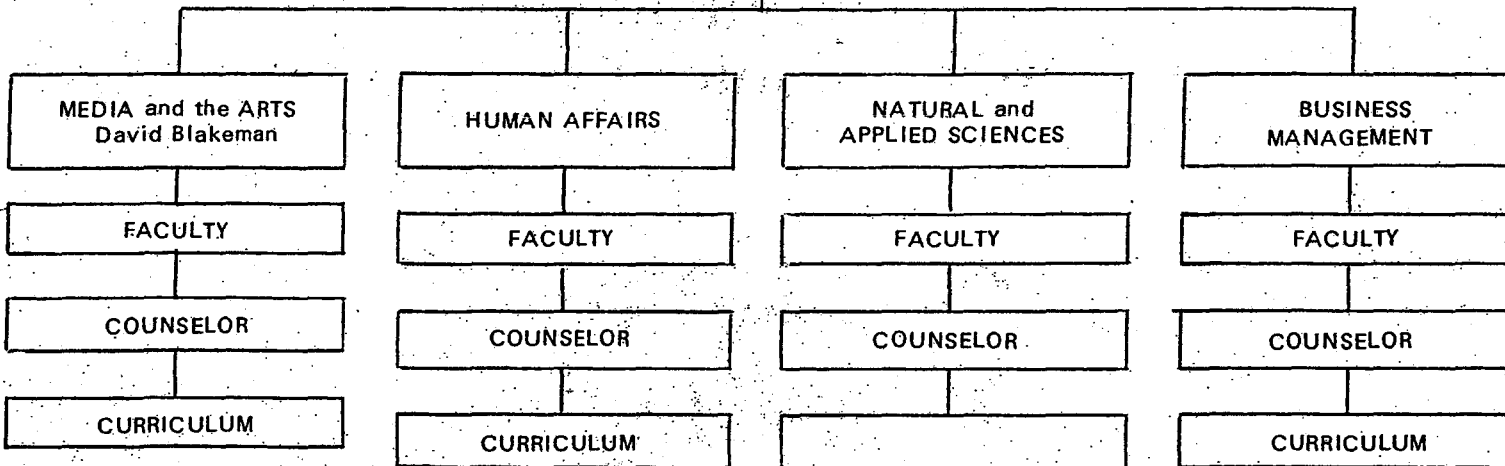 MEDIA and the ARTS
David Blakeman
FACULTY
COUNSELOR
CURRICULUM
HUMAN AFFAIRS
FACULTY
COUNSELOR
CURRICULUM
NATURAL and
APPLIED SCIENCES
FACULTY
COUNSELOR
BUSINESS
MANAGEMENT
FACULTY
COUNSELOR
CURRICULUM